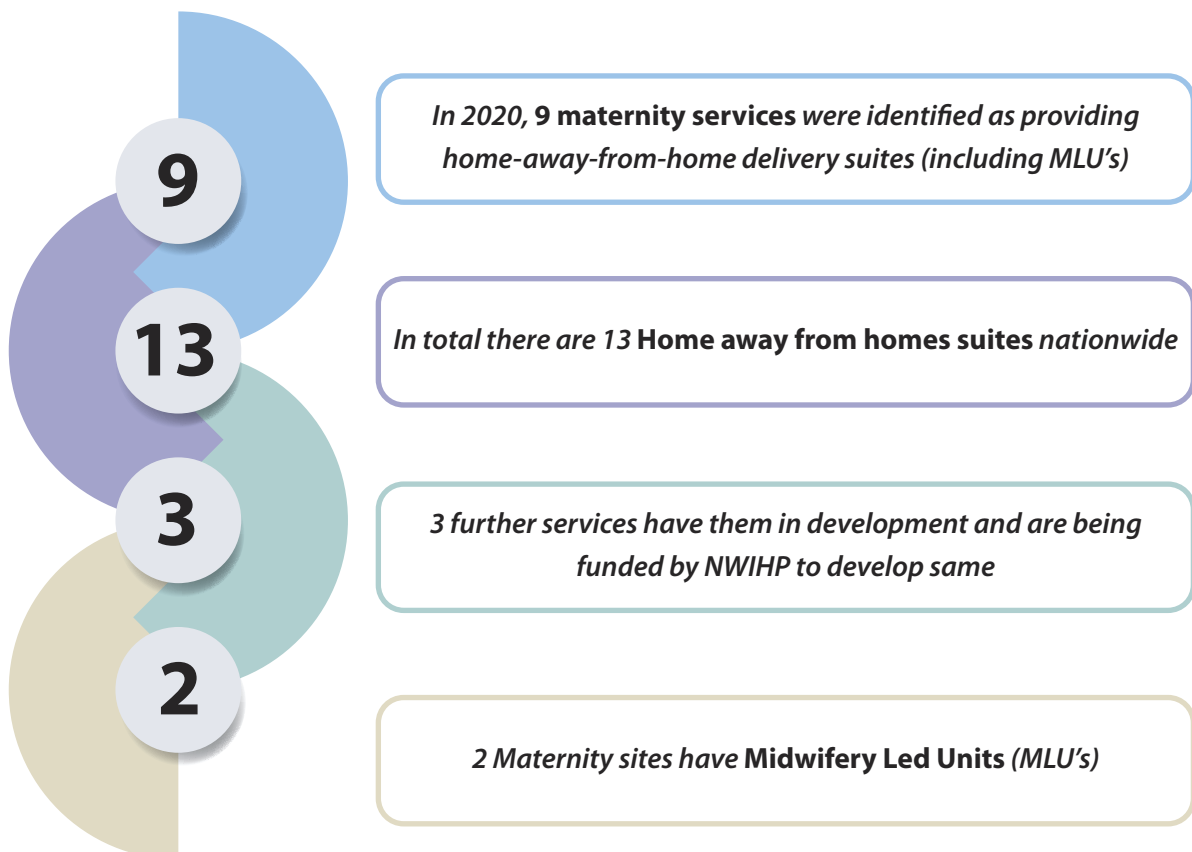 9
In 2020, 9 maternity services were identified as providing
home-away-from-home delivery suites (including MLU's)
13
In total there are 13 Home away from homes suites nationwide
3
3 further services have them in development and are being
funded by NWIHP to develop same
2
2 Maternity sites have Midwifery Led Units (MLU's)